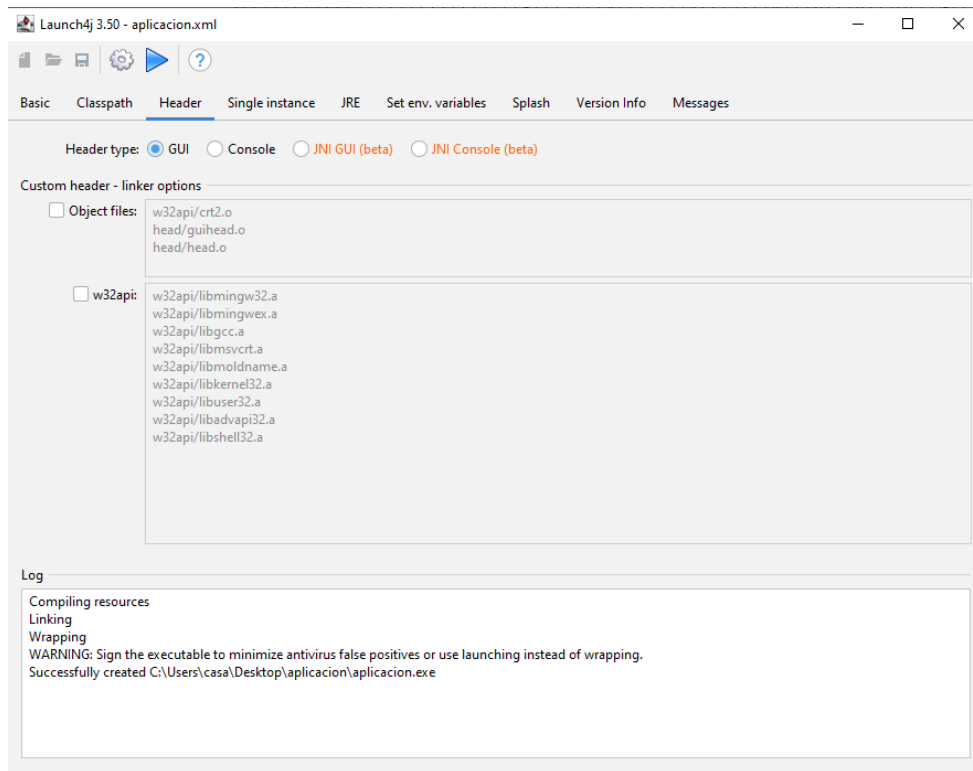 Launch4j 3.50 - aplicacion.xml
Basic Classpath Header Single instance JRE Set env. variables Splash Version Info Messages
Header type: GUI Console JNI GUI (beta) JNI Console (beta)
Custom header - linker options
Object files:
w32api/crt2.o
head/guihead.o
head/head.o
w32api:
w32api/libmingw32.a
w32api/libmingwex.a
w32api/libgcc.a
w32api/libmsvcrt.a
w32api/libmoldname.a
w32api/libkernel32.a
w32api/libuser32.a
w32api/libadvapi32.a
w32api/libshell32.a
Log
Compiling resources
Linking
Wrapping
WARNING: Sign the executable to minimize antivirus false positives or use launching instead of wrapping.
Successfully created C:\Users\casa\Desktop\aplicacion\aplicacion.exe